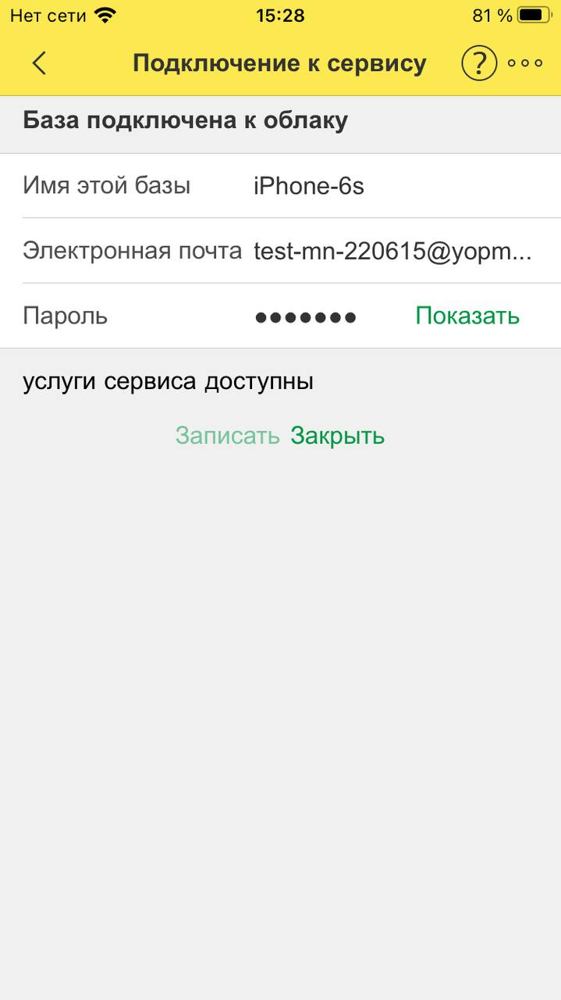 Нет сети 15:28 81 %
Подключение к сервису ?
База подключена к облаку
Имя этой базы iPhone-6s
Электронная почта test-mn-220615@yopm...
Пароль ●●●●●●● Показать
услуги сервиса доступны
Записать Закрыть